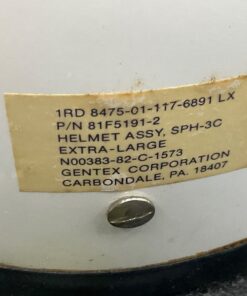 1RD 8475-01-117-6891 LX
P/N 81F5191-2
HELMET ASSY, SPH-3C
EXTRA-LARGE
N00383-82-C-1573
GENTEX CORPORATION
CARBONDALE, PA. 18407